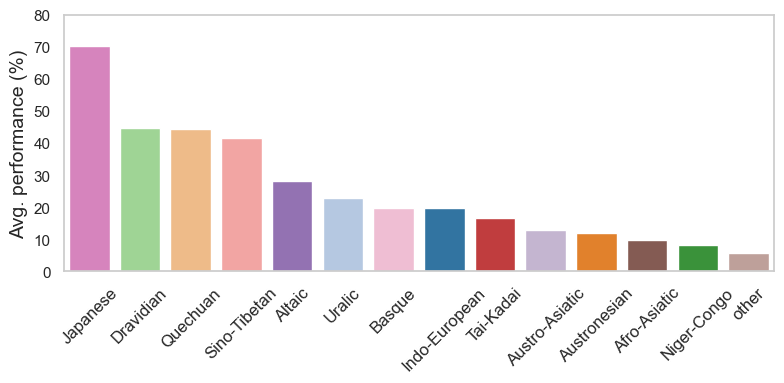 Avg. performance (%)
80
70
60
50
40
30
20
10
0
Japanese
Dravidian
Quechuan
Sino-Tibetan
Altaic
Uralic
Basque
Indo-European
Tai-Kadai
Austro-Asiatic
Austronesian
Afro-Asiatic
Niger-Congo
other